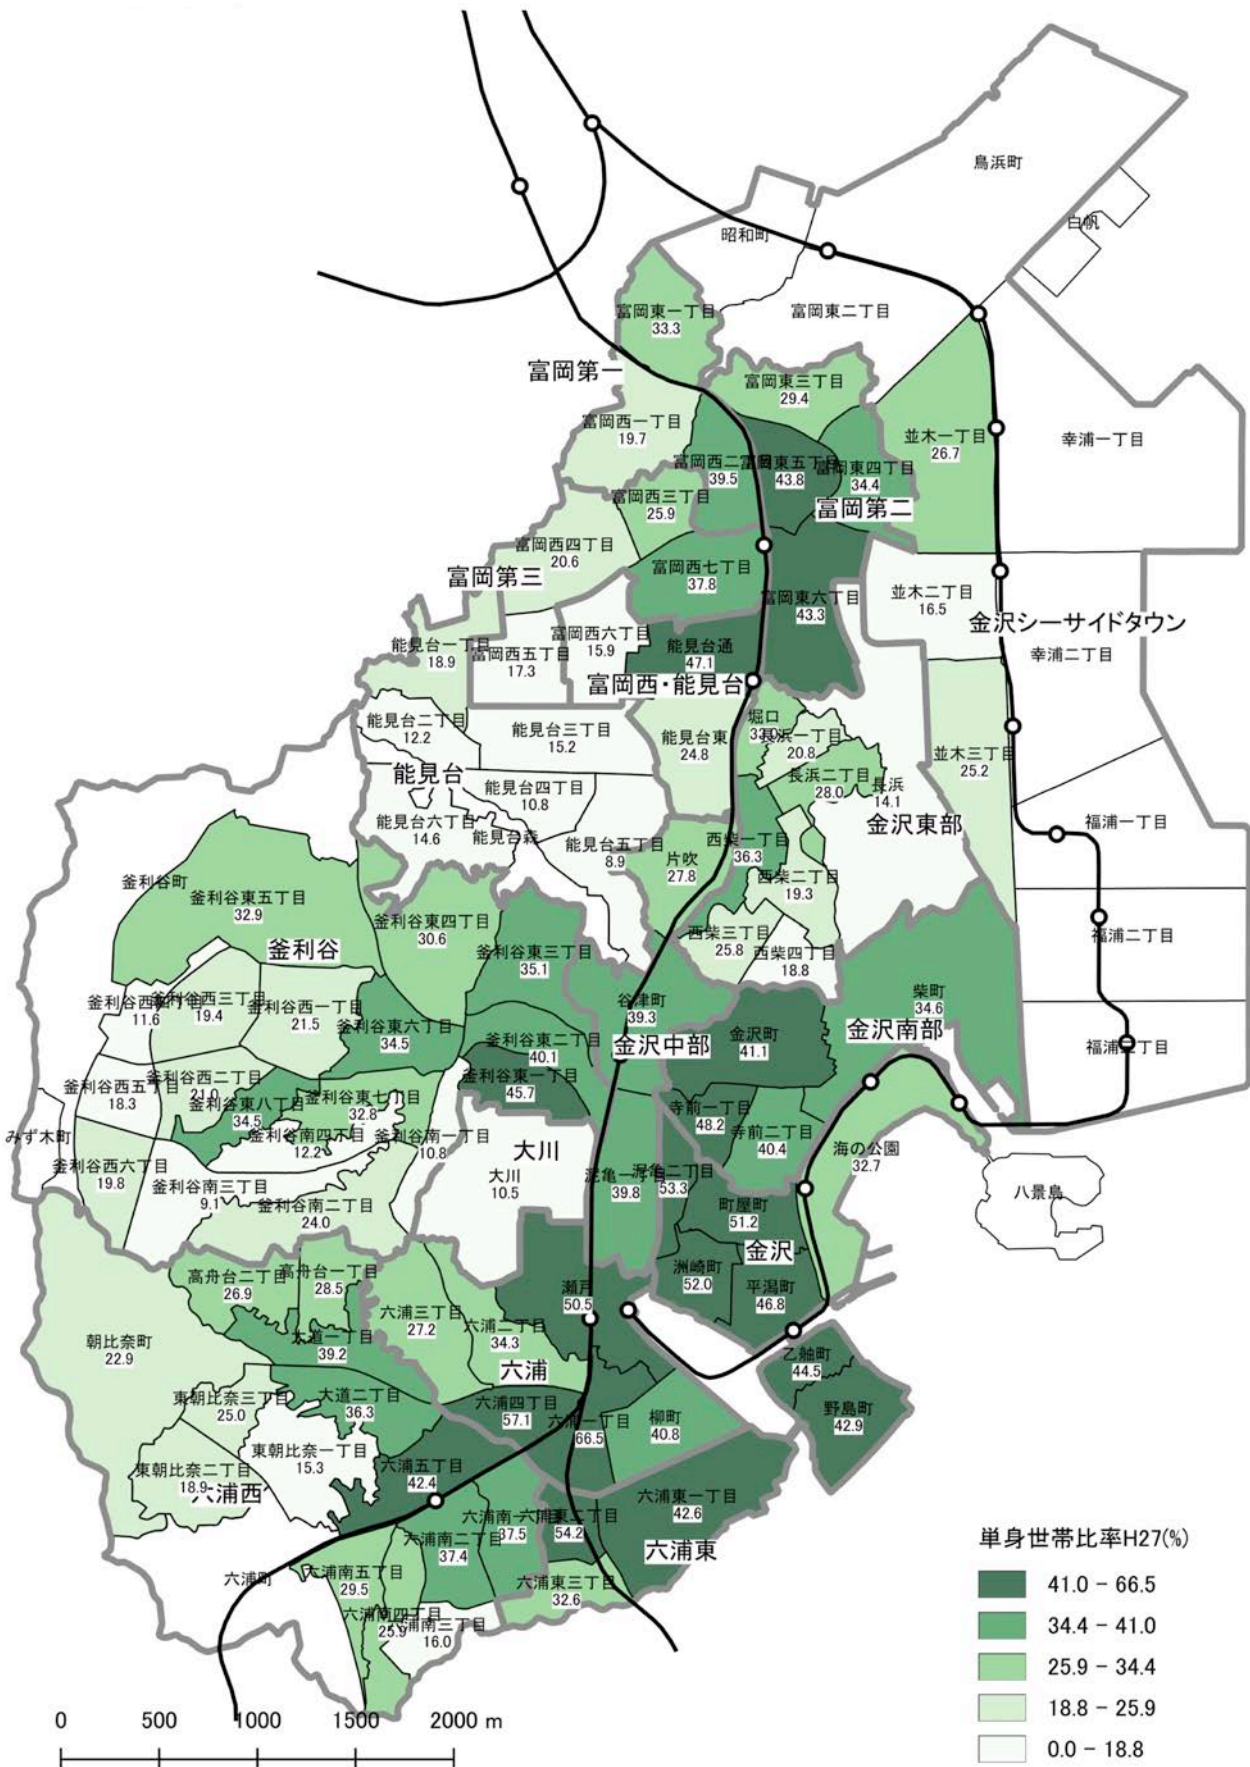 鳥浜町
白帆
昭和町
富岡東一丁目
33.3
富岡東二丁目
富岡第一
富岡東三丁目
29.4
富岡西一丁目
19.7
並木一丁目
26.7
幸浦一丁目
富岡西二丁目
39.5
富岡東五丁目
43.8
富岡東四丁目
34.4
富岡第二
富岡西三丁目
25.9
富岡西四丁目
20.6
富岡第三
富岡西七丁目
37.8
富岡東六丁目
43.3
並木二丁目
16.5
金沢シーサイドタウン
幸浦二丁目
能見台一丁目
18.9
富岡西六丁目
15.9
富岡西五丁目
17.3
能見台通
47.1
富岡西・能見台
能見台二丁目
12.2
能見台三丁目
15.2
能見台東
24.8
堀口
長浜一丁目
20.8
並木三丁目
25.2
能見台
能見台四丁目
10.8
長浜二丁目
28.0
長浜
14.1
能見台六丁目
14.6
能見台森
能見台五丁目
8.9
片吹
27.8
西柴一丁目
36.3
金沢東部
福浦一丁目
釜利谷町
釜利谷東五丁目
32.9
釜利谷東四丁目
30.6
西柴二丁目
19.3
釜利谷
釜利谷東三丁目
35.1
西柴三丁目
25.8
西柴四丁目
18.8
福浦二丁目
釜利谷西四丁目
11.6
釜利谷西三丁目
19.4
釜利谷西一丁目
21.5
釜利谷東六丁目
34.5
谷津町
39.3
柴町
34.6
金沢南部
釜利谷東二丁目
40.1
金沢中部
金沢町
41.1
福浦三丁目
釜利谷西五丁目
18.3
釜利谷西二丁目
21.0
釜利谷東一丁目
45.7
釜利谷東八丁目
34.5
釜利谷東七丁目
32.8
寺前一丁目
48.2
寺前二丁目
40.4
みず木町
釜利谷南四丁目
12.2
釜利谷南一丁目
10.8
大川
大川
10.5
海の公園
32.7
釜利谷西六丁目
19.8
釜利谷南三丁目
9.1
釜利谷南二丁目
24.0
泥亀一丁目
39.8
泥亀二丁目
53.3
八景島
町屋町
51.2
金沢
洲崎町
52.0
平潟町
46.8
高舟台二丁目
26.9
高舟台一丁目
28.5
瀬戸
50.5
六浦三丁目
27.2
六浦二丁目
34.3
六浦
朝比奈町
22.9
大道一丁目
39.2
乙舳町
44.5
東朝比奈三丁目
25.0
大道二丁目
36.3
六浦四丁目
57.1
六浦一丁目
66.5
柳町
40.8
野島町
42.9
東朝比奈一丁目
15.3
東朝比奈二丁目
18.9
六浦西
六浦五丁目
42.4
六浦東一丁目
42.6
六浦南一丁目
37.5
六浦東二丁目
54.2
六浦南二丁目
37.4
六浦東
六浦町
六浦南五丁目
29.5
六浦東三丁目
32.6
六浦南四丁目
25.9
六浦南三丁目
16.0
単身世帯比率H27(%)
41.0 − 66.5
34.4 − 41.0
25.9 − 34.4
18.8 − 25.9
0.0 − 18.8
0 500 1000 1500 2000 m